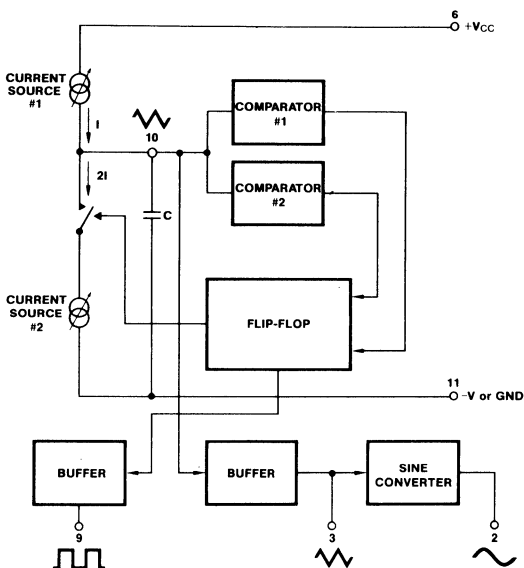 6
+VCC
CURRENT
SOURCE
#1
I
10
2I
C
COMPARATOR
#1
COMPARATOR
#2
CURRENT
SOURCE
#2
FLIP-FLOP
11
-V or GND
BUFFER
BUFFER
SINE
CONVERTER
9
3
2